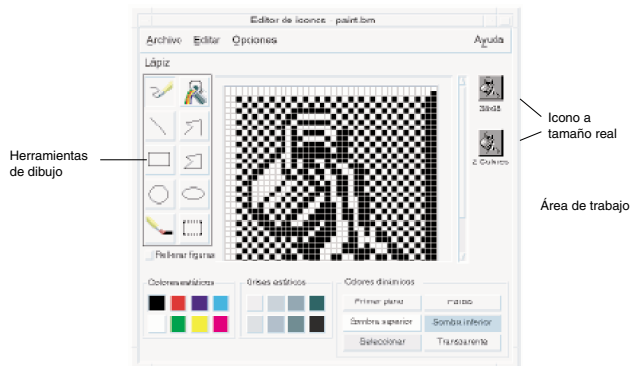 Editor de iconos - paint.bm
Archivo Editar Opciones Ayuda
Lápiz
Icono a
tamaño real
2 Colores
Herramientas
de dibujo
Área de trabajo
Rellenar figuras
Colores estáticos Grises estáticos Colores dinámicos
Primer plano Fondo
Sombra superior Sombra inferior
Seleccionar Transparente